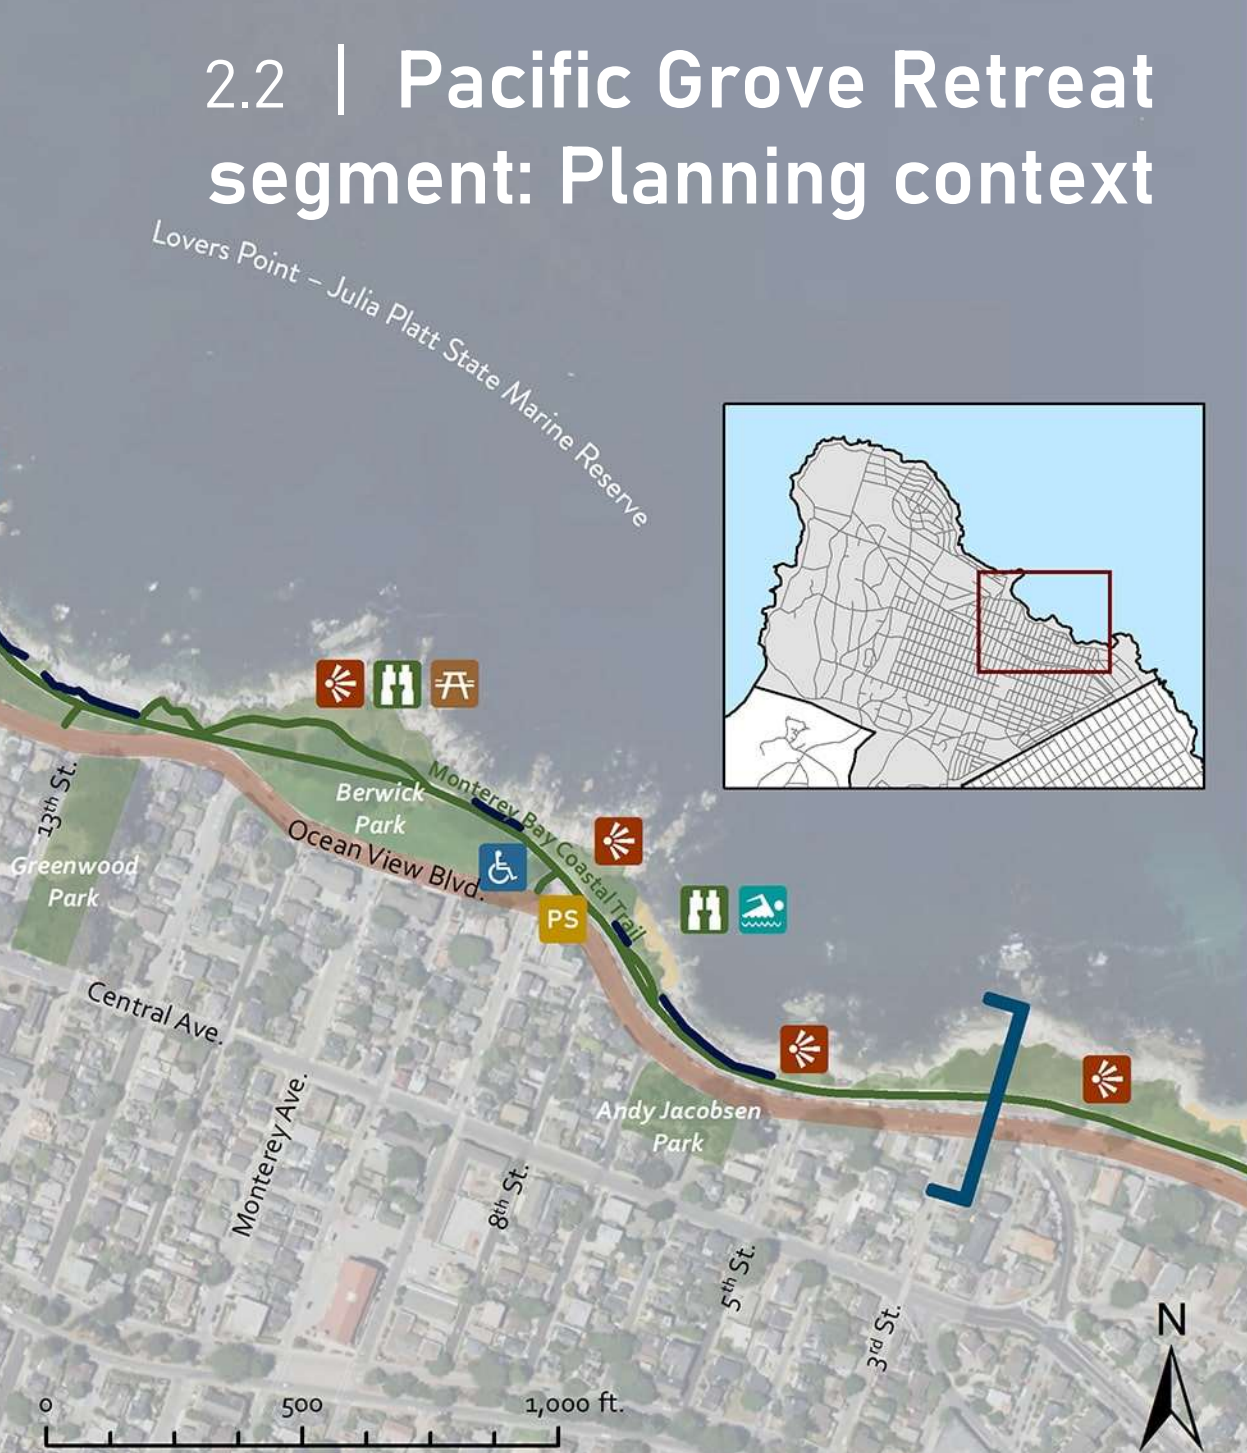 2.2 | Pacific Grove Retreat
segment: Planning context
Lovers Point – Julia Platt State Marine Reserve
Monterey Bay Coastal Trail
Berwick
Park
Ocean View Blvd.
13th St.
Greenwood
Park
PS
Central Ave.
Monterey Ave.
Andy Jacobsen
Park
8th St.
5th St.
3rd St.
N
0 500 1,000 ft.